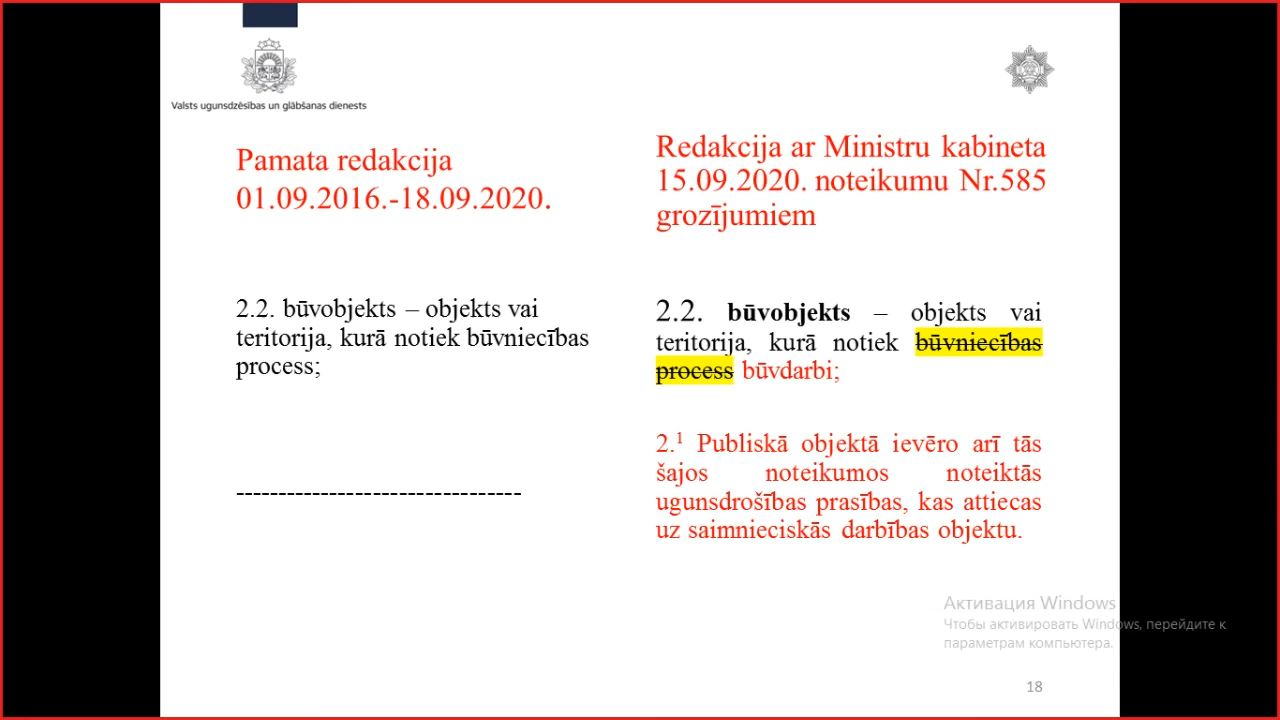 Valsts ugunsdzēsības un glābšanas dienests
Pamata redakcija
01.09.2016.-18.09.2020.
Redakcija ar Ministru kabineta
15.09.2020. noteikumu Nr.585
grozījumiem
2.2. būvobjekts – objekts vai
teritorija, kurā notiek būvniecības
process;
---------------------------------
2.2. būvobjekts – objekts vai
teritorija, kurā notiek būvniecības
process būvdarbi;
2.¹ Publiskā objektā ievēro arī tās
šajos noteikumos noteiktās
ugunsdrošības prasības, kas attiecas
uz saimnieciskās darbības objektu.
Активация Windows
Чтобы активировать Windows, перейдите к
параметрам компьютера.
18